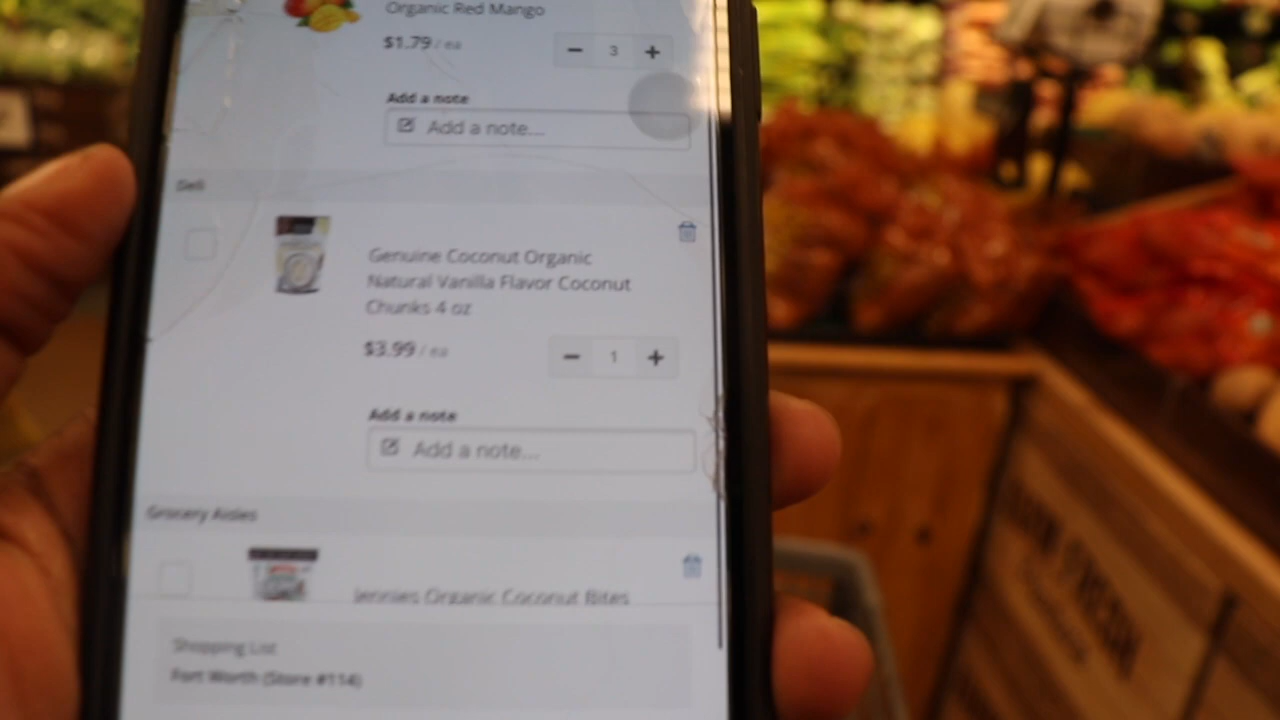 Organic Red Mango
$1.79 / ea
− 3 +
Add a note
Add a note...
Deli
Genuine Coconut Organic
Natural Vanilla Flavor Coconut
Chunks 4 oz
$3.99 / ea
− 1 +
Add a note
Add a note...
Grocery Aisles
Jennies Organic Coconut Bites
Shopping List
Fort Worth (Store #114)